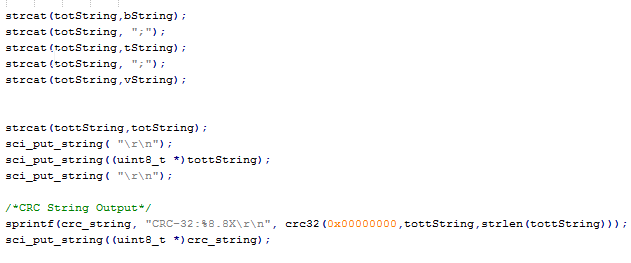 strcat(totString,bString);
strcat(totString, ";");
strcat(totString,tString);
strcat(totString, ";");
strcat(totString,vString);
strcat(tottString,totString);
sci_put_string( "\r\n");
sci_put_string((uint8_t *)tottString);
sci_put_string( "\r\n");
/*CRC String Output*/
sprintf(crc_string, "CRC-32:%8.8X\r\n", crc32(0x00000000,tottString,strlen(tottString)));
sci_put_string((uint8_t *)crc_string);